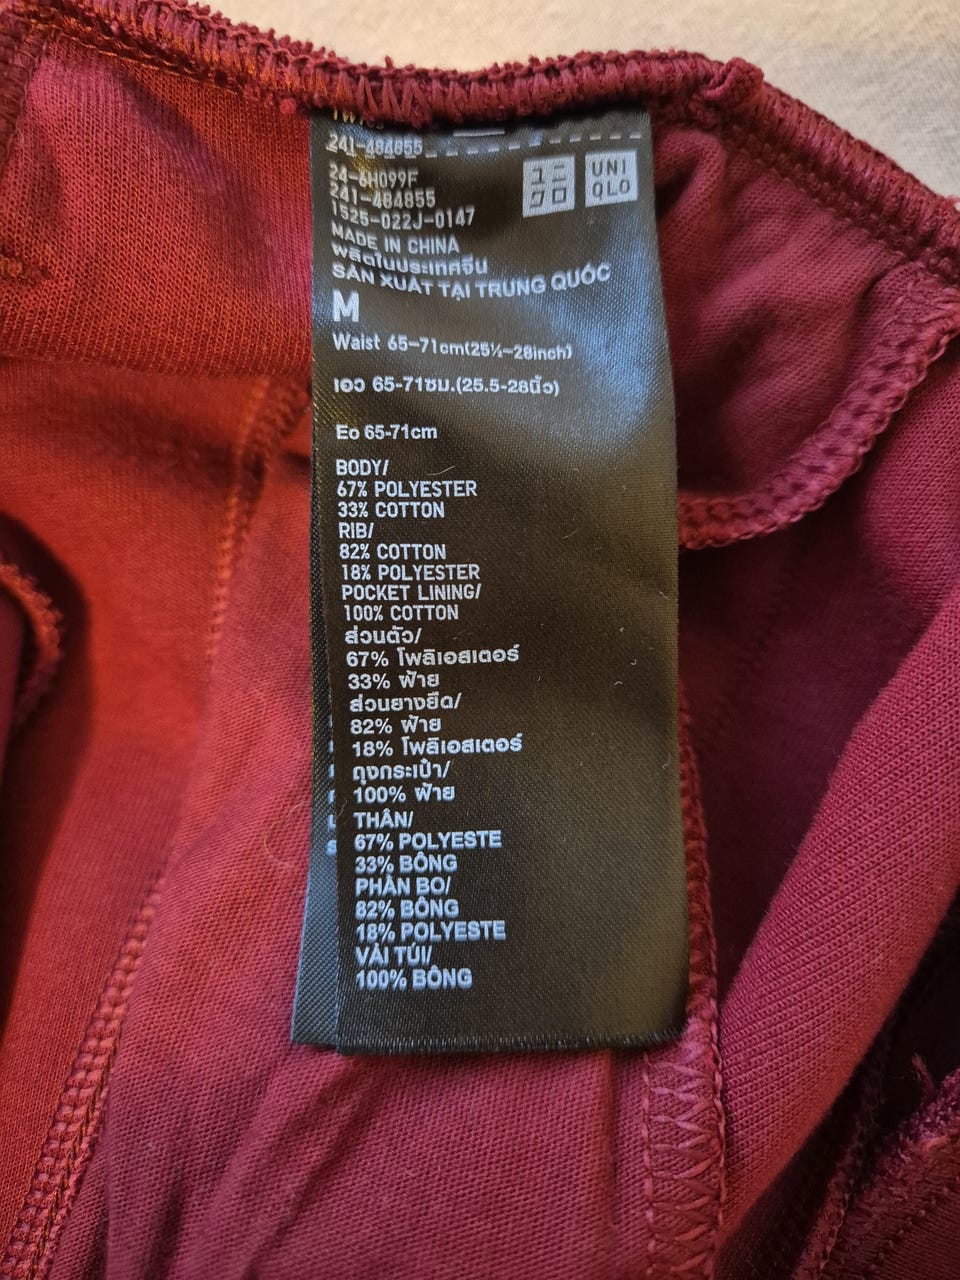 241-484855
24-6H099F
241-484855
1525-022J-0147
ユニ
クロ
UNI
QLO
MADE IN CHINA
ผลิตในประเทศจีน
SẢN XUẤT TẠI TRUNG QUỐC
M
Waist 65-71cm(25½-28inch)
เอว 65-71ซม.(25.5-28นิ้ว)
Eo 65-71cm
BODY/
67% POLYESTER
33% COTTON
RIB/
82% COTTON
18% POLYESTER
POCKET LINING/
100% COTTON
ส่วนตัว/
67% โพลิเอสเตอร์
33% ฝ้าย
ส่วนยางยืด/
82% ฝ้าย
18% โพลิเอสเตอร์
ถุงกระเป๋า/
100% ฝ้าย
THÂN/
67% POLYESTE
33% BÔNG
PHẦN BO/
82% BÔNG
18% POLYESTE
VẢI TÚI/
100% BÔNG